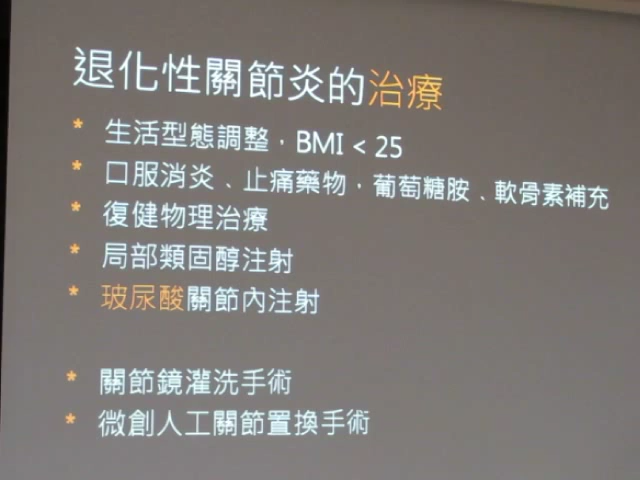 退化性關節炎的治療
* 生活型態調整，BMI < 25
* 口服消炎、止痛藥物，葡萄糖胺、軟骨素補充
* 復健物理治療
* 局部類固醇注射
* 玻尿酸關節內注射
* 關節鏡灌洗手術
* 微創人工關節置換手術